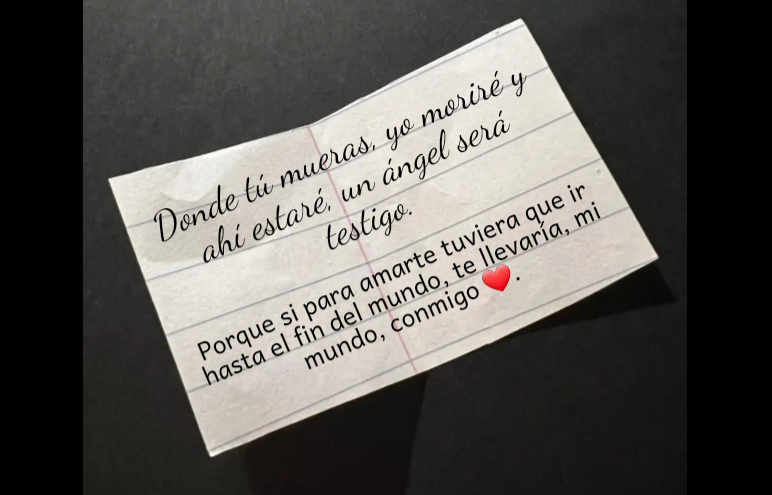 Donde tú mueras, yo moriré y
ahí estaré, un ángel será
testigo.
Porque si para amarte tuviera que ir
hasta el fin del mundo, te llevaría, mi
mundo, conmigo ❤️.